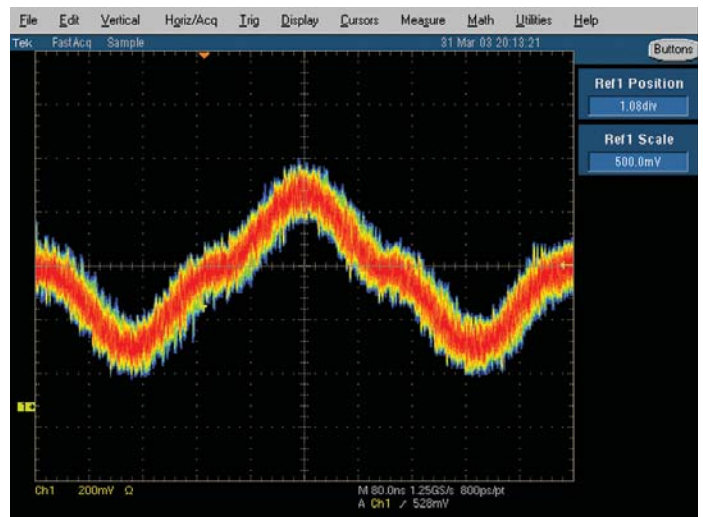 File Edit Vertical Horiz/Acq Trig Display Cursors Measure Math Utilities Help
Tek FastAcq Sample 31 Mar 03 20:13:21 Buttons
Ref1 Position
1.08div
Ref1 Scale
500.0mV
1
Ch1 200mV Ω M 80.0ns 1.25GS/s 800ps/pt
A Ch1 / 528mV